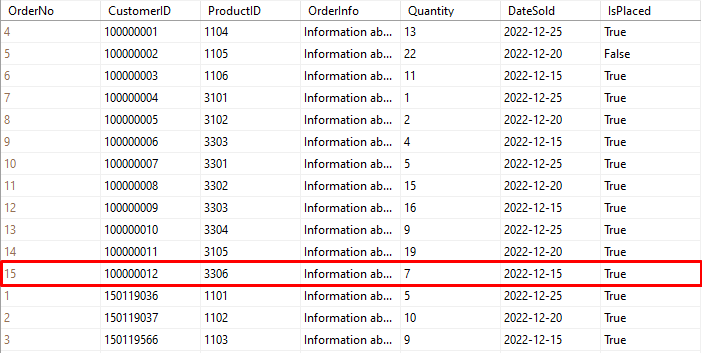 OrderNo CustomerID ProductID OrderInfo Quantity DateSold IsPlaced
4 100000001 1104 Information ab... 13 2022-12-25 True
5 100000002 1105 Information ab... 22 2022-12-20 False
6 100000003 1106 Information ab... 11 2022-12-15 True
7 100000004 3101 Information ab... 1 2022-12-25 True
8 100000005 3102 Information ab... 2 2022-12-20 True
9 100000006 3303 Information ab... 4 2022-12-15 True
10 100000007 3301 Information ab... 5 2022-12-25 True
11 100000008 3302 Information ab... 15 2022-12-20 True
12 100000009 3303 Information ab... 16 2022-12-15 True
13 100000010 3304 Information ab... 9 2022-12-25 True
14 100000011 3105 Information ab... 19 2022-12-20 True
15 100000012 3306 Information ab... 7 2022-12-15 True
1 150119036 1101 Information ab... 5 2022-12-25 True
2 150119037 1102 Information ab... 10 2022-12-20 True
3 150119566 1103 Information ab... 9 2022-12-15 True